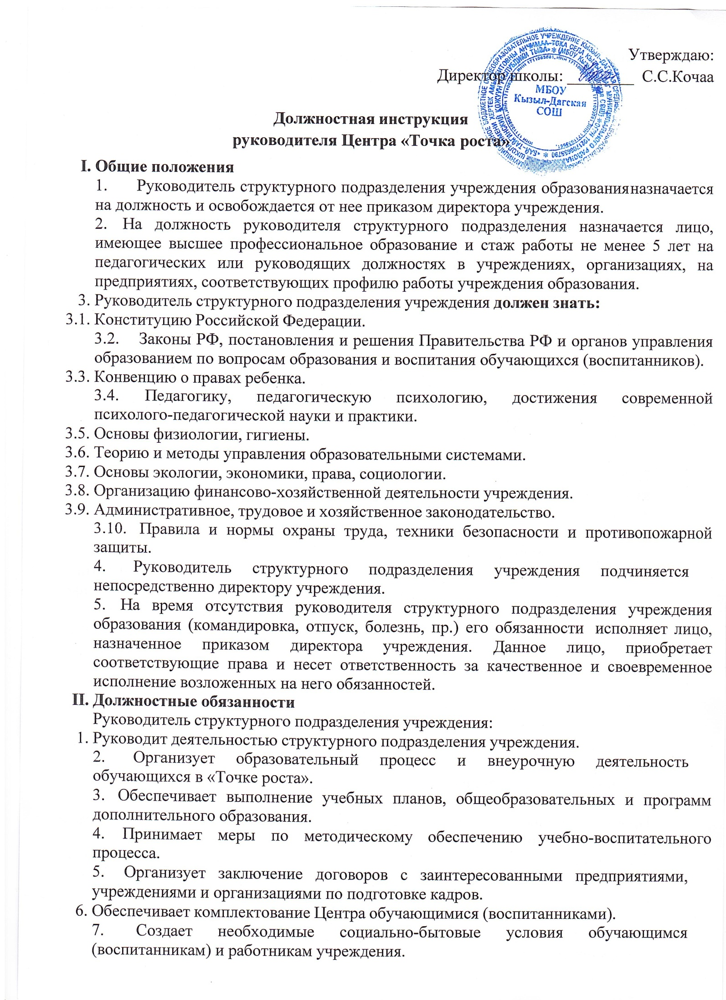 Утверждаю:
Директор школы: ________ С.С.Кочаа
МБОУ
Кызыл-Дагская
СОШ
Должностная инструкция
руководителя Центра «Точка роста»
I. Общие положения
1. Руководитель структурного подразделения учреждения образованияназначается
на должность и освобождается от нее приказом директора учреждения.
2. На должность руководителя структурного подразделения назначается лицо,
имеющее высшее профессиональное образование и стаж работы не менее 5 лет на
педагогических или руководящих должностях в учреждениях, организациях, на
предприятиях, соответствующих профилю работы учреждения образования.
3. Руководитель структурного подразделения учреждения должен знать:
3.1. Конституцию Российской Федерации.
3.2. Законы РФ, постановления и решения Правительства РФ и органов управления
образованием по вопросам образования и воспитания обучающихся (воспитанников).
3.3. Конвенцию о правах ребенка.
3.4. Педагогику, педагогическую психологию, достижения современной
психолого-педагогической науки и практики.
3.5. Основы физиологии, гигиены.
3.6. Теорию и методы управления образовательными системами.
3.7. Основы экологии, экономики, права, социологии.
3.8. Организацию финансово-хозяйственной деятельности учреждения.
3.9. Административное, трудовое и хозяйственное законодательство.
3.10. Правила и нормы охраны труда, техники безопасности и противопожарной
защиты.
4. Руководитель структурного подразделения учреждения подчиняется
непосредственно директору учреждения.
5. На время отсутствия руководителя структурного подразделения учреждения
образования (командировка, отпуск, болезнь, пр.) его обязанности исполняет лицо,
назначенное приказом директора учреждения. Данное лицо, приобретает
соответствующие права и несет ответственность за качественное и своевременное
исполнение возложенных на него обязанностей.
II. Должностные обязанности
Руководитель структурного подразделения учреждения:
1. Руководит деятельностью структурного подразделения учреждения.
2. Организует образовательный процесс и внеурочную деятельность
обучающихся в «Точке роста».
3. Обеспечивает выполнение учебных планов, общеобразовательных и программ
дополнительного образования.
4. Принимает меры по методическому обеспечению учебно-воспитательного
процесса.
5. Организует заключение договоров с заинтересованными предприятиями,
учреждениями и организациями по подготовке кадров.
6. Обеспечивает комплектование Центра обучающимися (воспитанниками).
7. Создает необходимые социально-бытовые условия обучающимся
(воспитанникам) и работникам учреждения.